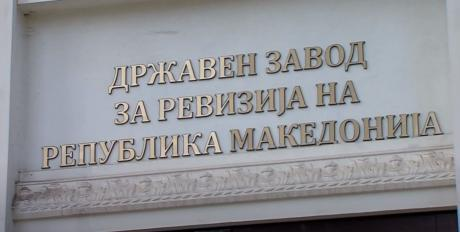 ДРЖАВЕН ЗАВОД
ЗА РЕВИЗИЈА НА
РЕПУБЛИКА МАКЕДОНИЈА